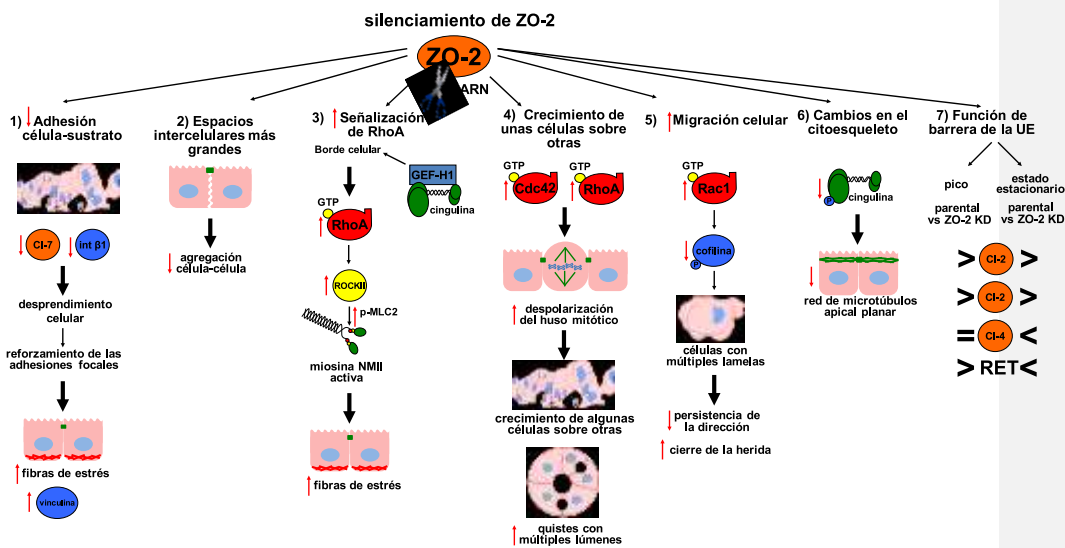 silenciamiento de ZO-2
ZO-2
ARN
1) Adhesión
célula-sustrato
CI-7
int β1
desprendimiento
celular
reforzamiento de las
adhesiones focales
fibras de estrés
vinculina
2) Espacios
intercelulares más
grandes
agregación
célula-célula
3) Señalización
de RhoA
Borde celular
GEF-H1
cingulina
GTP
RhoA
ROCKII
p-MLC2
miosina NMII
activa
fibras de estrés
4) Crecimiento de
unas células sobre
otras
GTP
Cdc42
GTP
RhoA
despolarización
del huso mitótico
crecimiento de algunas
células sobre otras
quistes con
múltiples lúmenes
5) Migración celular
GTP
Rac1
cofilina
P
células con
múltiples lamelas
persistencia de
la dirección
cierre de la herida
6) Cambios en el
citoesqueleto
P
cingulina
red de microtúbulos
apical planar
7) Función de
barrera de la UE
pico
estado
estacionario
parental
vs ZO-2 KD
parental
vs ZO-2 KD
> CI-2 >
> CI-2 >
= CI-4 <
> RET <